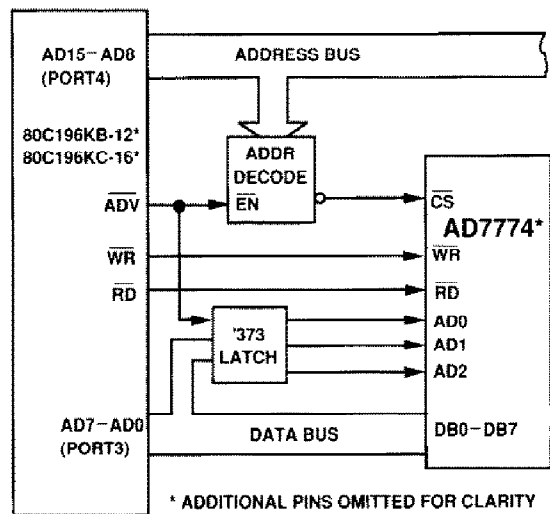 AD15-AD8
(PORT4)
ADDRESS BUS
80C196KB-12*
80C196KC-16*
ADDR
DECODE
EN
ADV
CS
AD7774*
WR
WR
RD
RD
'373
LATCH
AD0
AD1
AD2
AD7-AD0
(PORT3)
DATA BUS
DB0-DB7
* ADDITIONAL PINS OMITTED FOR CLARITY